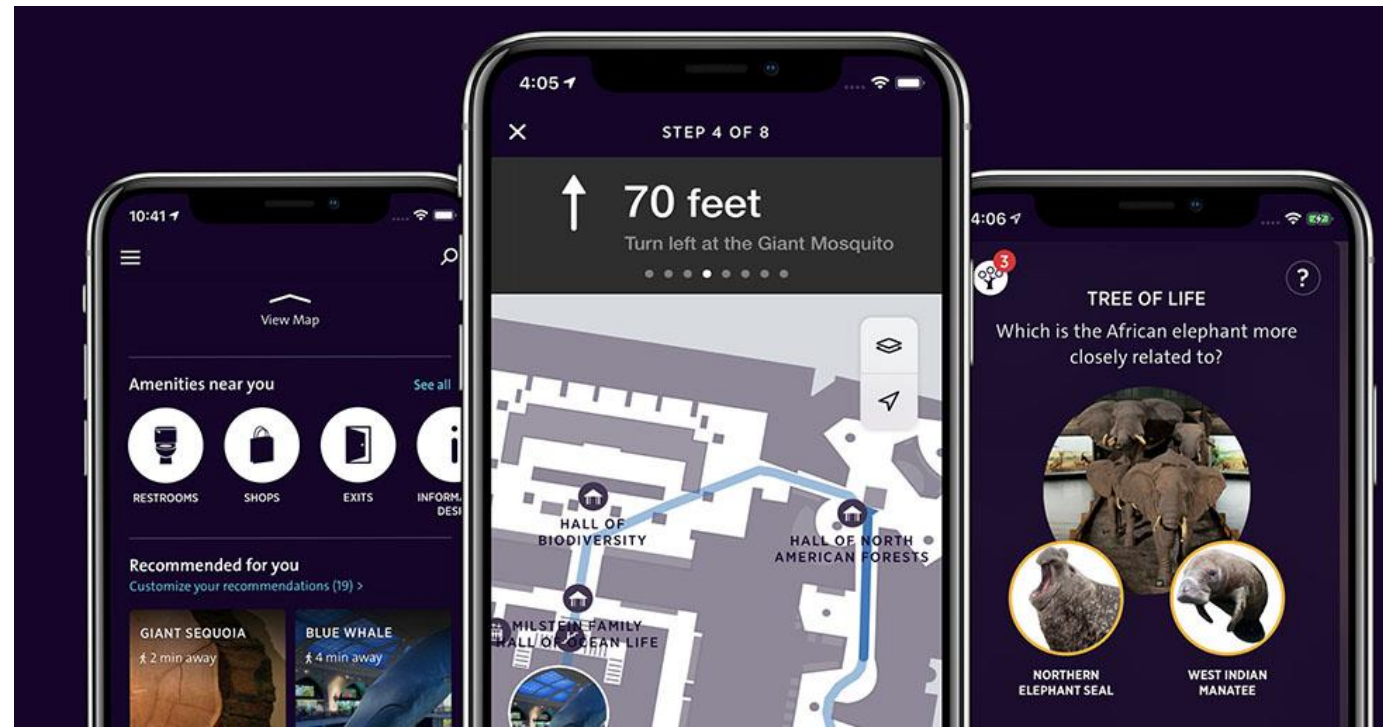 10:41
View Map
Amenities near you
See all
RESTROOMS
SHOPS
EXITS
Recommended for you
Customize your recommendations (19) >
GIANT SEQUOIA
2 min away
BLUE WHALE
4 min away
4:05
STEP 4 OF 8
70 feet
Turn left at the Giant Mosquito
HALL OF
BIODIVERSITY
HALL OF NORTH
AMERICAN FORESTS
MILSTEIN FAMILY
HALL OF OCEAN LIFE
4:06
3
?
TREE OF LIFE
Which is the African elephant more
closely related to?
NORTHERN
ELEPHANT SEAL
WEST INDIAN
MANATEE